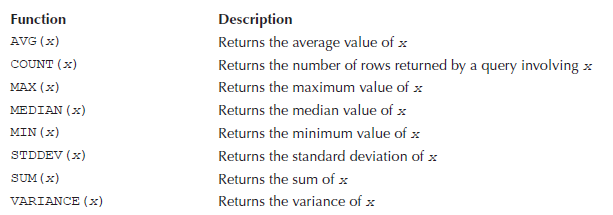 Function Description
AVG(x) Returns the average value of x
COUNT(x) Returns the number of rows returned by a query involving x
MAX(x) Returns the maximum value of x
MEDIAN(x) Returns the median value of x
MIN(x) Returns the minimum value of x
STDDEV(x) Returns the standard deviation of x
SUM(x) Returns the sum of x
VARIANCE(x) Returns the variance of x